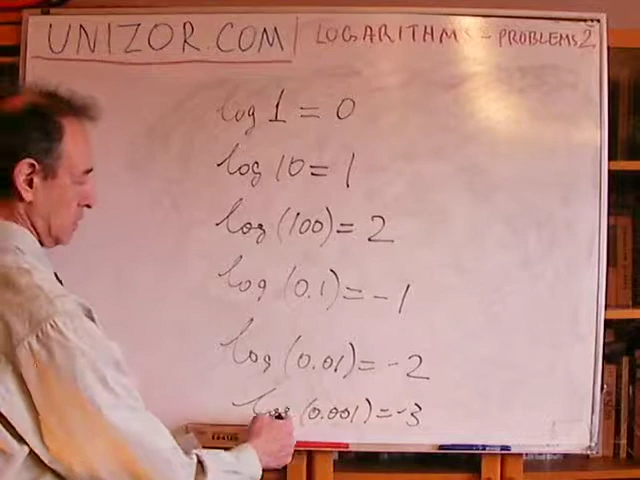 UNIZOR.COM | LOGARITHMS - PROBLEMS 2
log 1 = 0
log 10 = 1
log (100) = 2
log (0.1) = -1
log (0.01) = -2
log (0.001) = -3